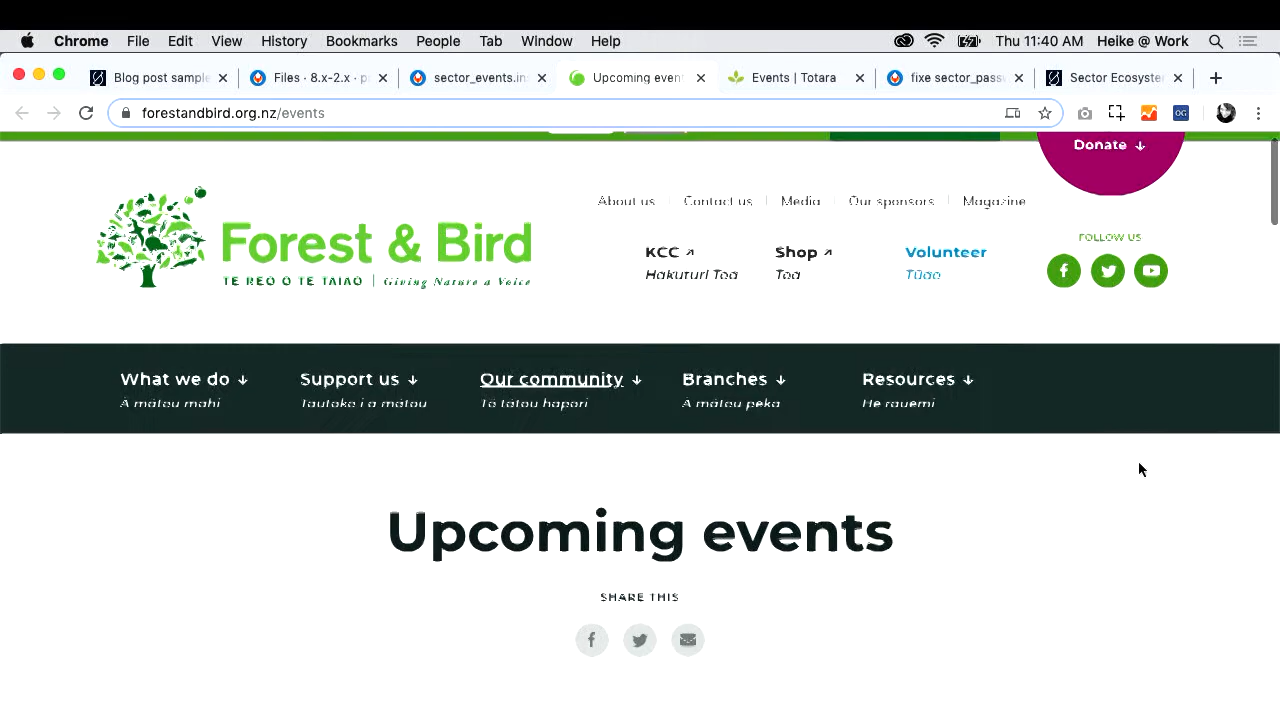 Chrome File Edit View History Bookmarks People Tab Window Help Thu 11:40 AM Heike @ Work
Blog post sample Files · 8.x-2.x · p sector_events.in Upcoming even Events | Totara fixe sector_pass Sector Ecosyste
forestandbird.org.nz/events
OG
Donate ↓
About us Contact us Media Our sponsors Magazine
Forest & Bird
TE REO O TE TAIAO | Giving Nature a Voice
KCC Shop Volunteer
Hakuturi Toa Toa Tūao
FOLLOW US
What we do ↓ Support us ↓ Our community ↓ Branches ↓ Resources ↓
Ā mātou mahi Tautoko i a mātou Tō tātou hapori Ā mātou peka He rauemi
Upcoming events
SHARE THIS